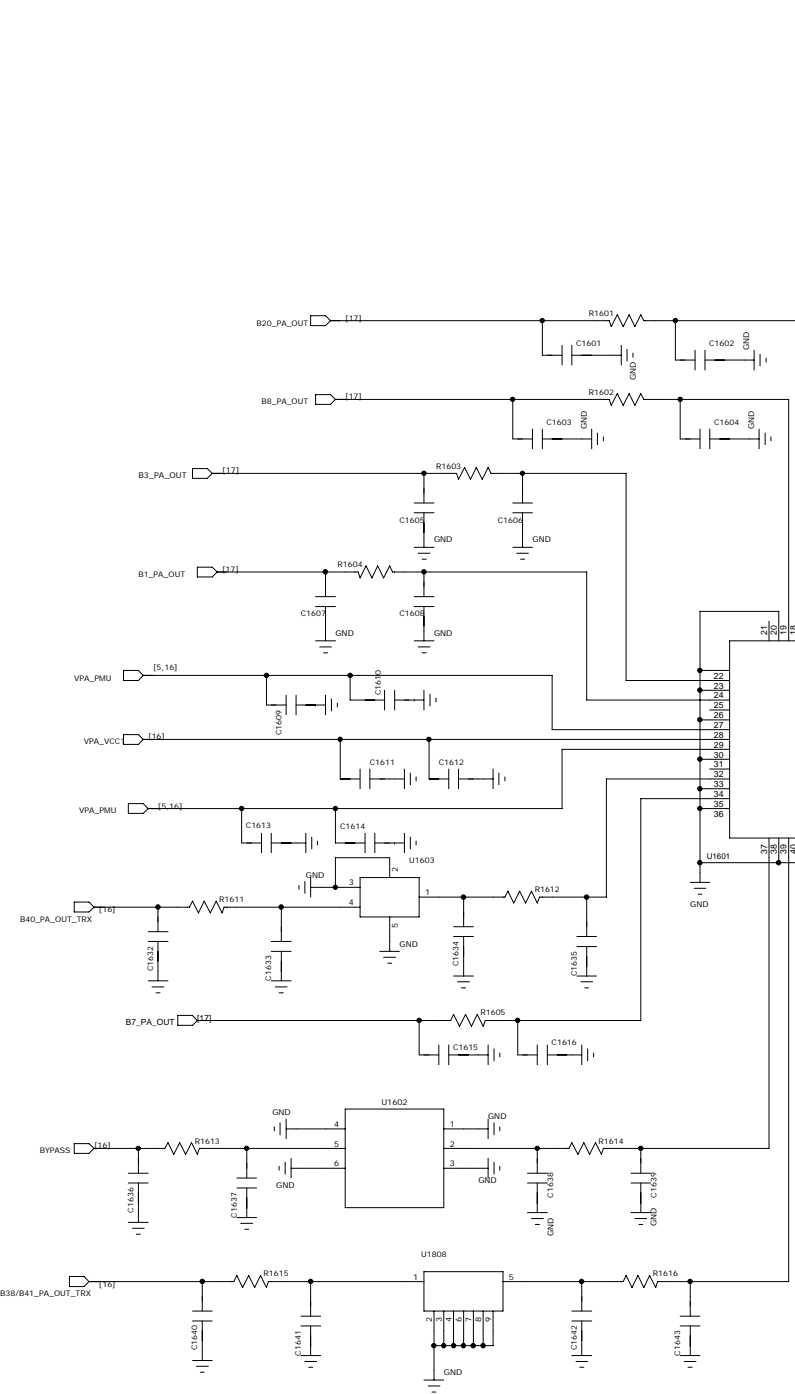 R1601
B20_PA_OUT [17]
C1601 C1602 GND
GND
R1602
B8_PA_OUT [17]
C1603 GND C1604 GND
R1603
B3_PA_OUT [17]
C1605 C1606
GND GND
R1604
B1_PA_OUT [17]
C1607 C1608
GND GND
21 20 19 18
VPA_PMU [5,16]
C1609 C1610
22
23
24
25
26
27
28
29
30
31
32
33
34
35
36
VPA_VCC1 [16]
C1611 C1612
VPA_PMU [5,16]
C1613 C1614
37 38 39 40
U1601
GND
U1603
GND 3 2 1
4 5
GND
B40_PA_OUT_TRX [16]
R1611 R1612
C1632 C1633 C1634 C1635
B7_PA_OUT [17]
R1605
C1615 C1616
U1602
GND 4 1 GND
BYPASS [16] R1613 5 2 R1614
GND 6 3 GND
C1636 C1637 C1638 C1639
GND GND
U1808
B38/B41_PA_OUT_TRX [16] R1615 1 5 R1616
2 3 4 6 7 8 9
C1640 C1641 C1642 C1643
GND